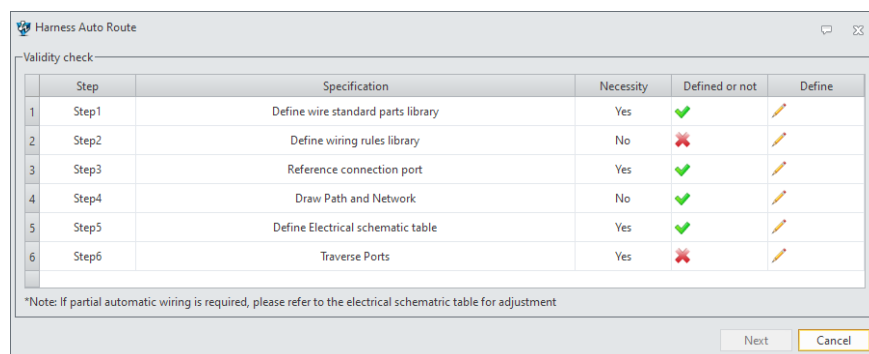 Harness Auto Route
Validity check
Step Specification Necessity Defined or not Define
1 Step1 Define wire standard parts library Yes
2 Step2 Define wiring rules library No
3 Step3 Reference connection port Yes
4 Step4 Draw Path and Network No
5 Step5 Define Electrical schematic table Yes
6 Step6 Traverse Ports Yes
*Note: If partial automatic wiring is required, please refer to the electrical schematric table for adjustment
Next Cancel